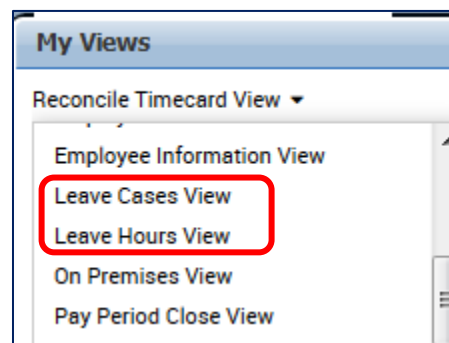 My Views
Reconcile Timecard View
Employee Information View
Leave Cases View
Leave Hours View
On Premises View
Pay Period Close View